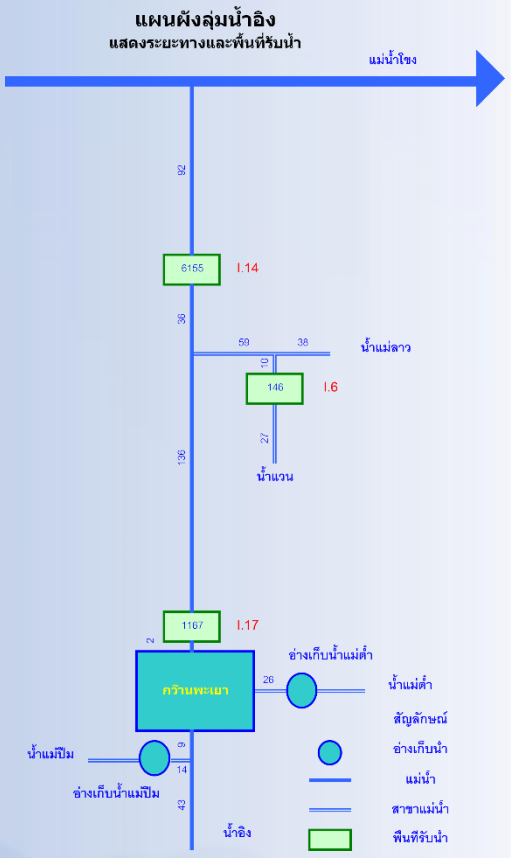 แผนผังลุ่มน้ำอิง
แสดงระยะทางและพื้นที่รับน้ำ
แม่น้ำโขง
92
6155 I.14
36
59 38 น้ำแม่ลาว
10
146 I.6
27
136
น้ำแวน
1167 I.17
2
อ่างเก็บน้ำแม่ต๋ำ
กว๊านพะเยา
26
น้ำแม่ต๋ำ
สัญลักษณ์
น้ำแม่ปืม
9
14
อ่างเก็บน้ำ
แม่น้ำ
อ่างเก็บน้ำแม่ปืม
43
สาขาแม่น้ำ
น้ำอิง
พื้นที่รับน้ำ